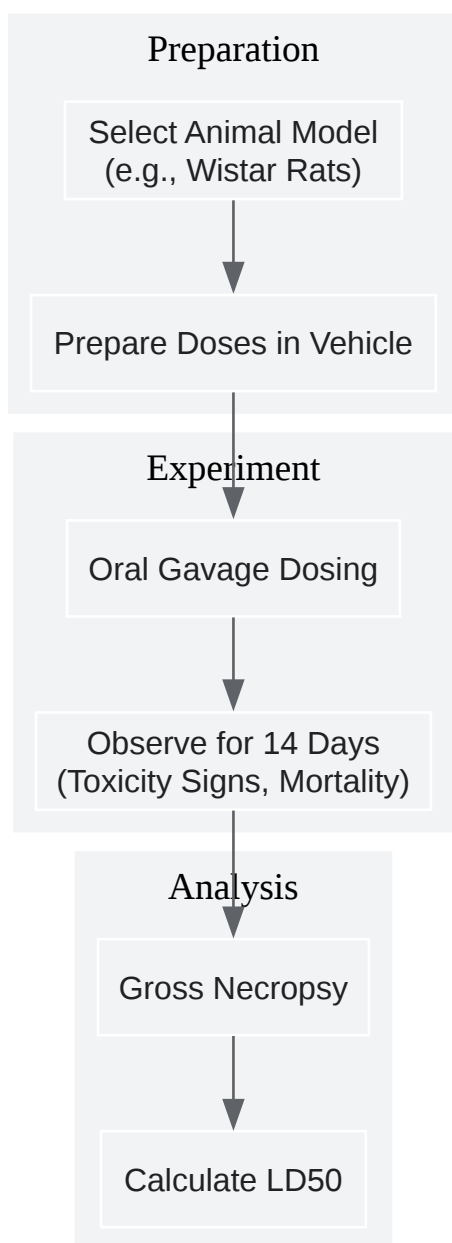 Preparation
Select Animal Model
(e.g., Wistar Rats)
Prepare Doses in Vehicle
Experiment
Oral Gavage Dosing
Observe for 14 Days
(Toxicity Signs, Mortality)
Analysis
Gross Necropsy
Calculate LD50